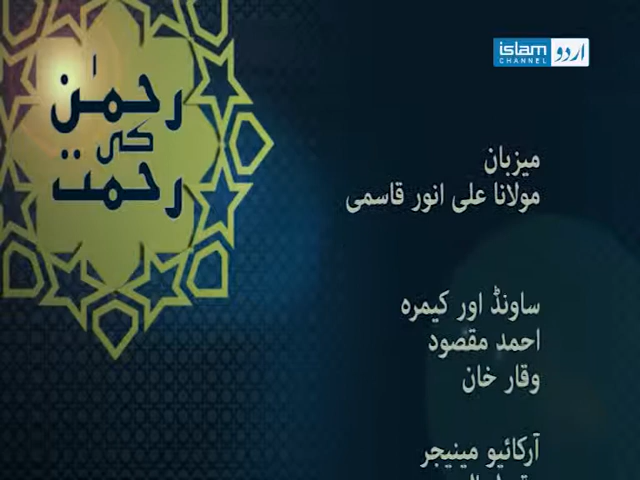 رحمٰن
کی
رحمت
islam
CHANNEL
اردو
میزبان
مولانا علی انور قاسمی
ساونڈ اور کیمرہ
احمد مقصود
وقار خان
آرکائیو مینیجر